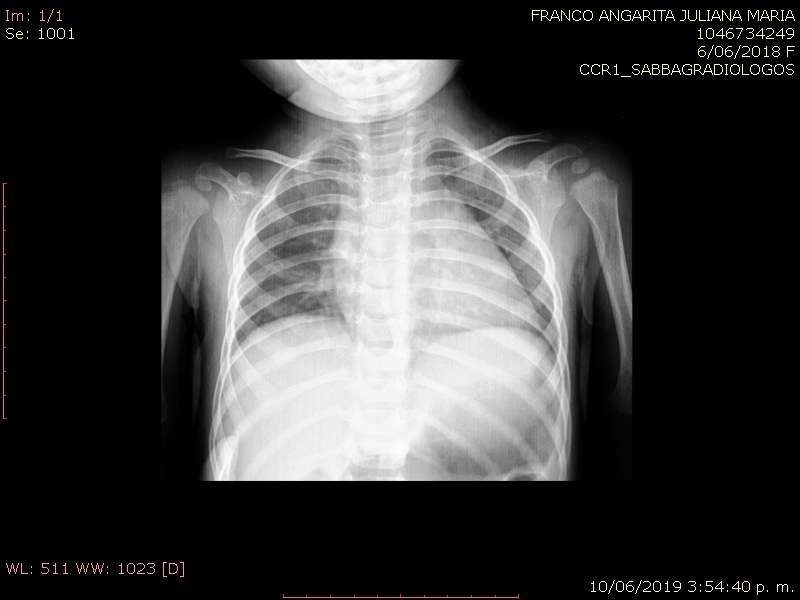 Im: 1/1
Se: 1001
FRANCO ANGARITA JULIANA MARIA
1046734249
6/06/2018 F
CCR1_SABBAGRADIOLOGOS
WL: 511 WW: 1023 [D]
10/06/2019 3:54:40 p. m.